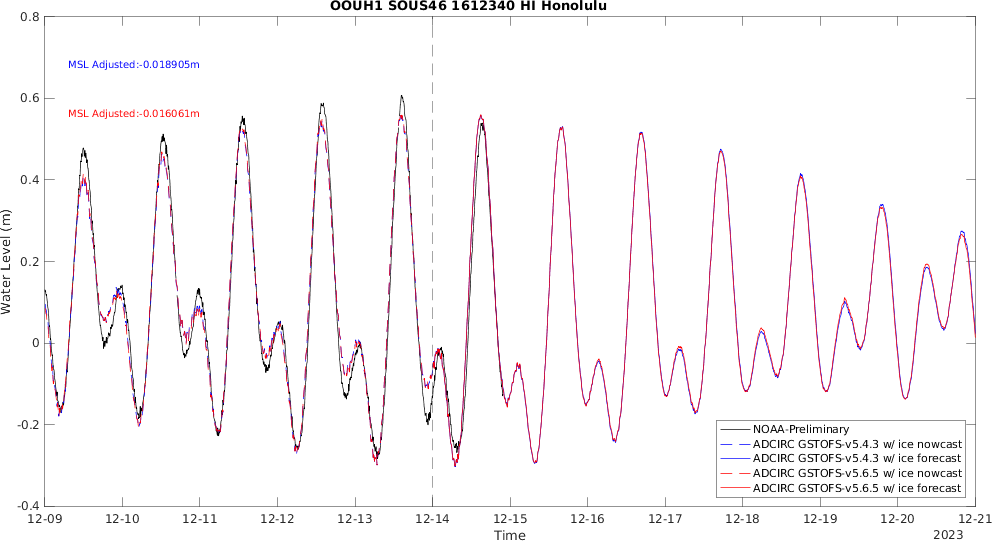 OOUH1 SOUS46 1612340 HI Honolulu
0.8
MSL Adjusted:-0.018905m
0.6
MSL Adjusted:-0.016061m
0.4
0.2
0
-0.2
-0.4
Water Level (m)
NOAA-Preliminary
ADCIRC GSTOFS-v5.4.3 w/ ice nowcast
ADCIRC GSTOFS-v5.4.3 w/ ice forecast
ADCIRC GSTOFS-v5.6.5 w/ ice nowcast
ADCIRC GSTOFS-v5.6.5 w/ ice forecast
12-09 12-10 12-11 12-12 12-13 12-14 12-15 12-16 12-17 12-18 12-19 12-20 12-21
Time
2023